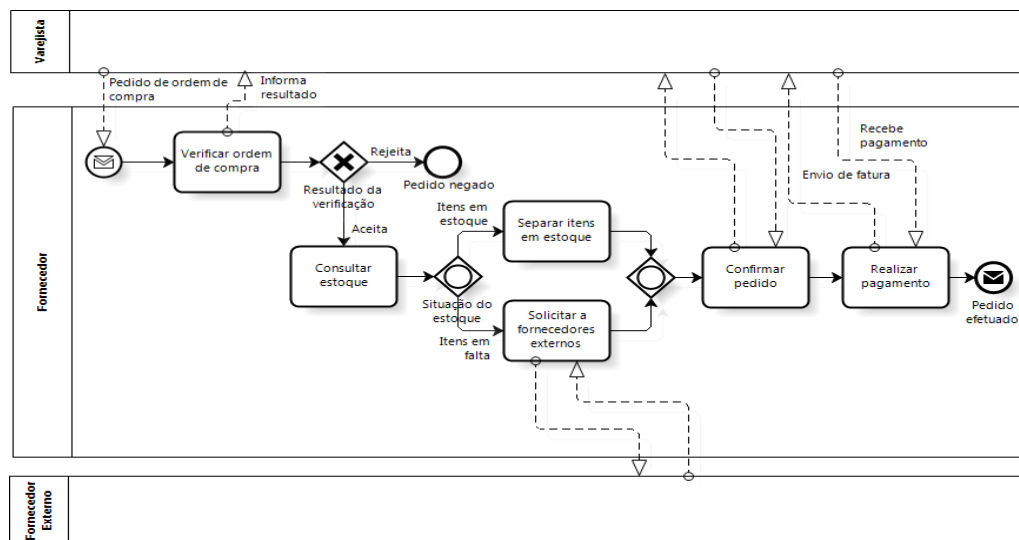 Varejista
Pedido de ordem de
compra
Informa
resultado
Recebe
pagamento
Envio de fatura
Fornecedor
Verificar ordem
de compra
Rejeita
Pedido negado
Resultado da
verificação
Aceita
Itens em
estoque
Separar itens
em estoque
Consultar
estoque
Situação do
estoque
Itens em
falta
Solicitar a
fornecedores
externos
Confirmar
pedido
Realizar
pagamento
Pedido
efetuado
Fornecedor
Externo